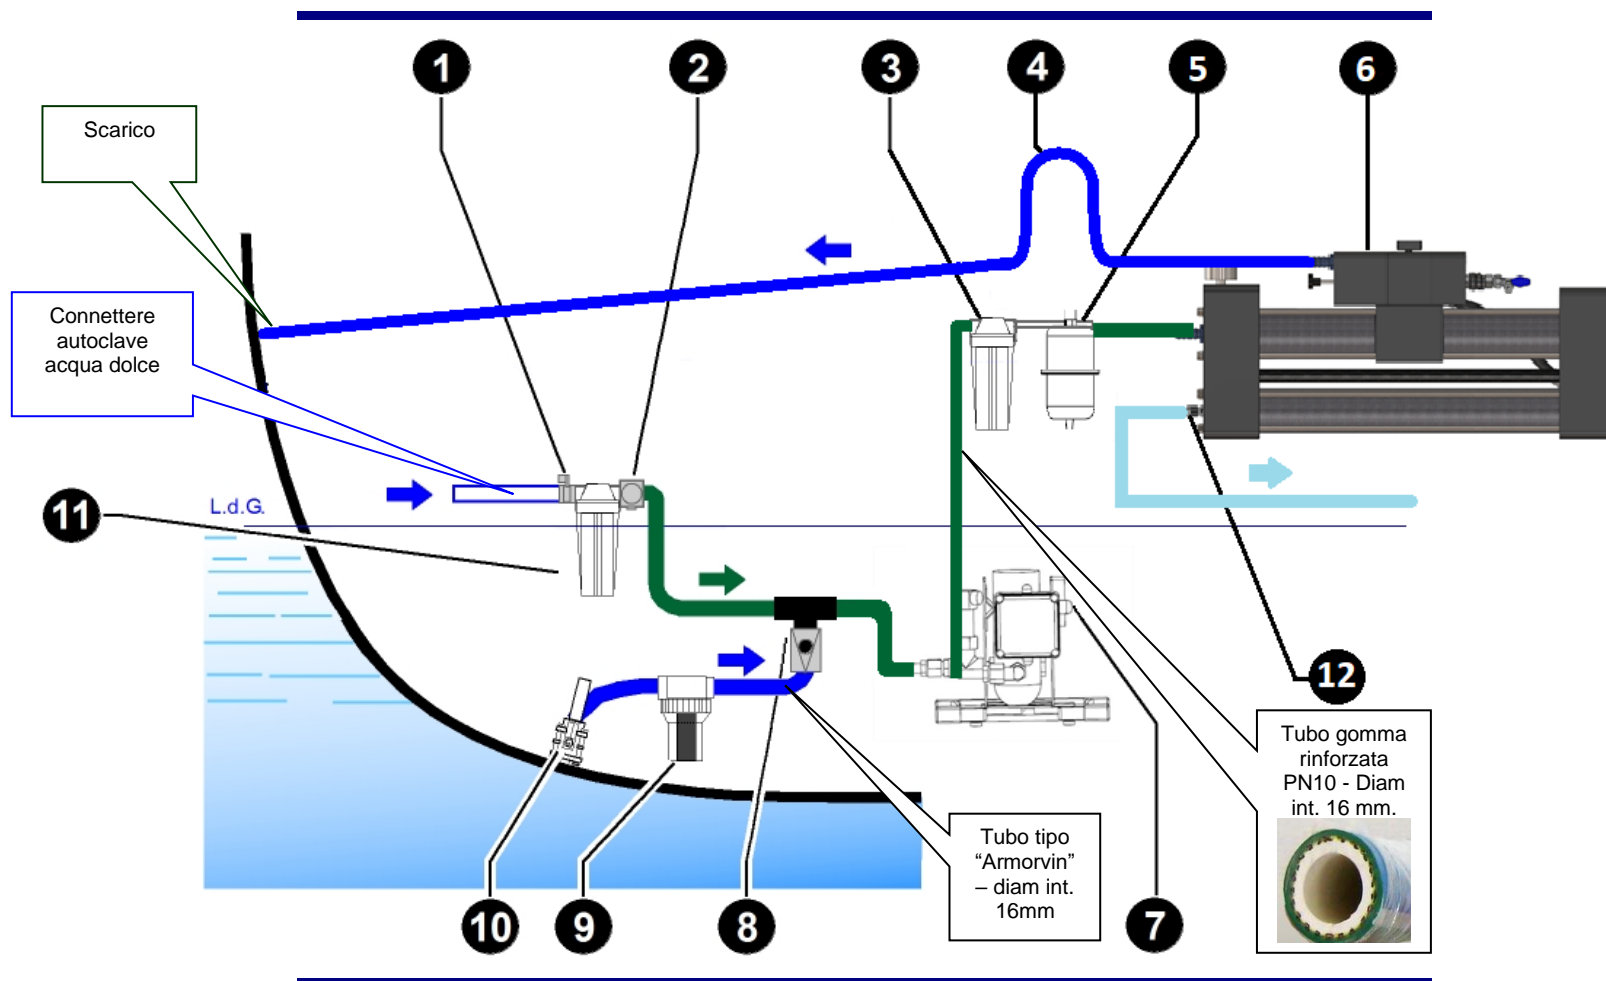 1
2
3
4
5
6
Scarico
Connettere
autoclave
acqua dolce
L.d.G.
11
12
Tubo gomma
rinforzata
PN10 - Diam
int. 16 mm.
Tubo tipo
“Armorvin”
– diam int.
16mm
10
9
8
7